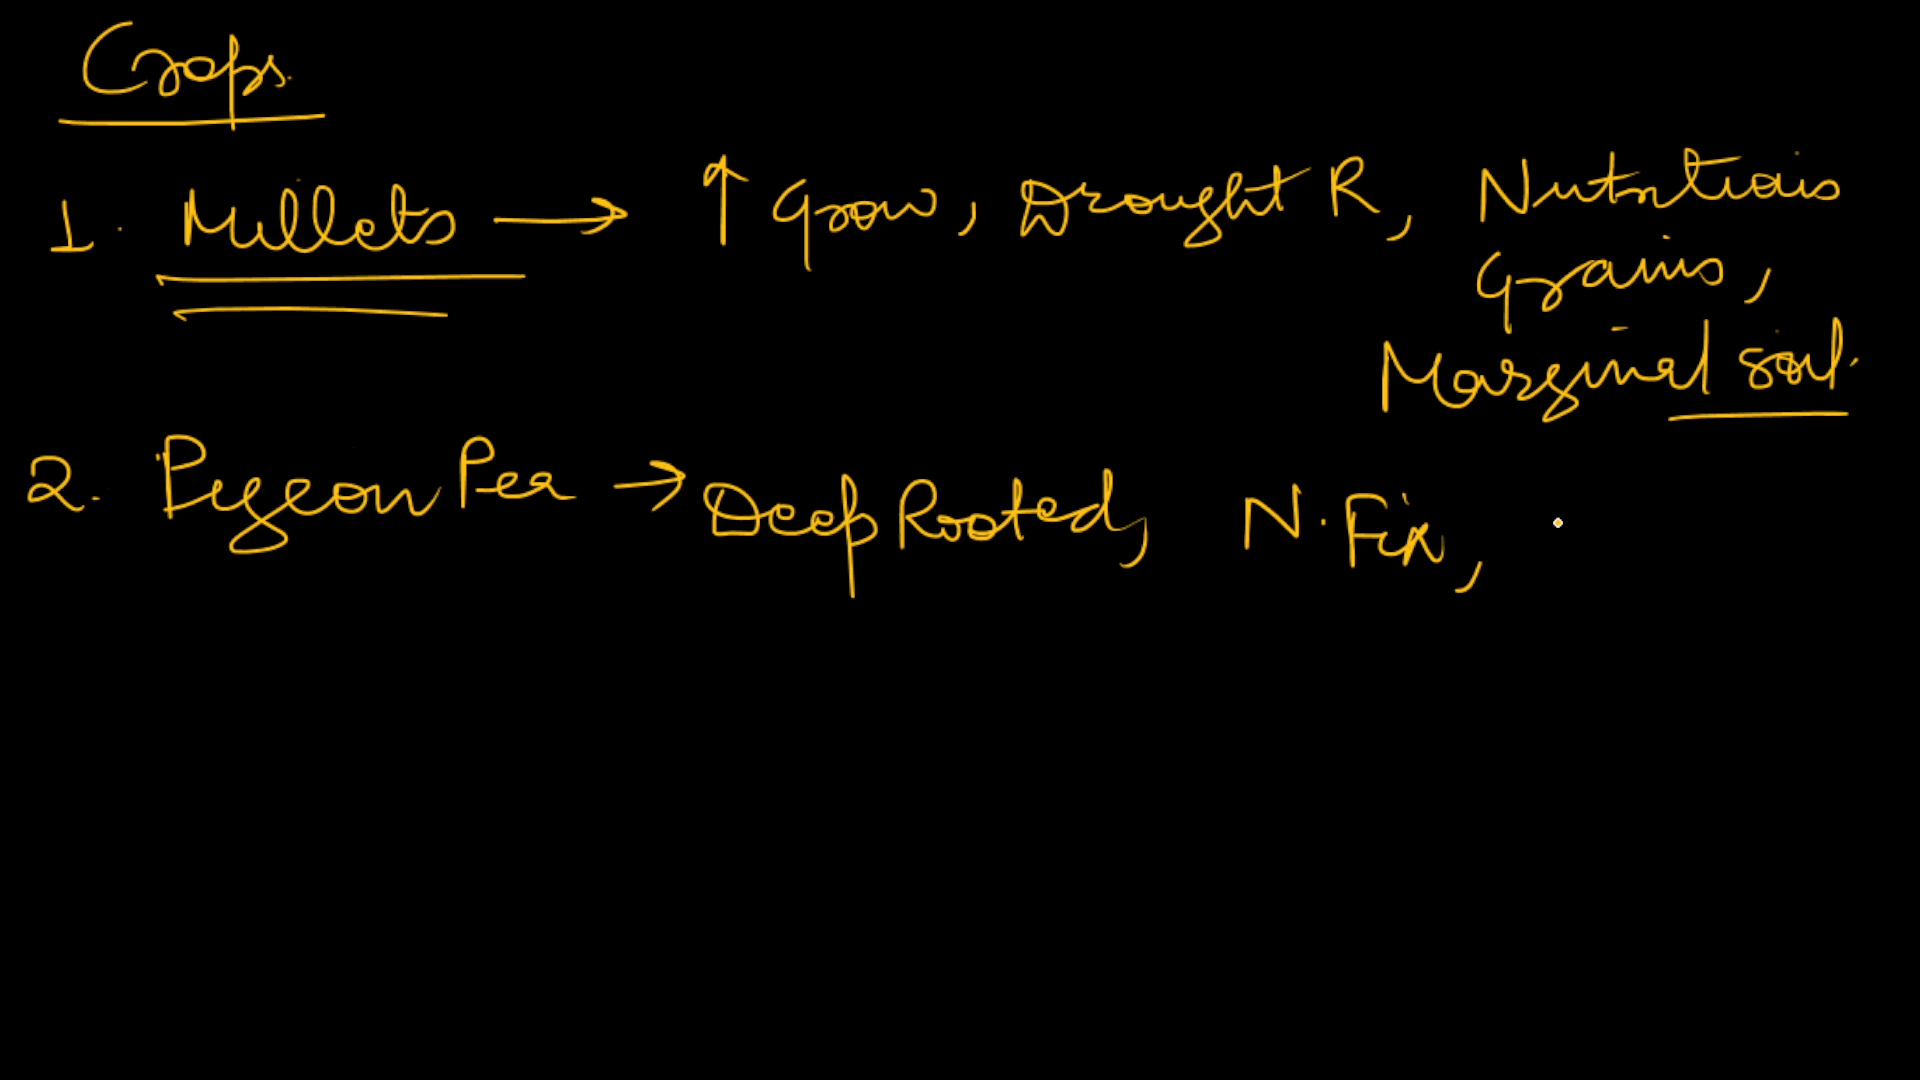 Crops.
1. Millets → ↑ Grow, Drought R, Nutritious
Grains,
Marginal soil.
2. Pigeon Pea → Deep Rooted, N. Fix,